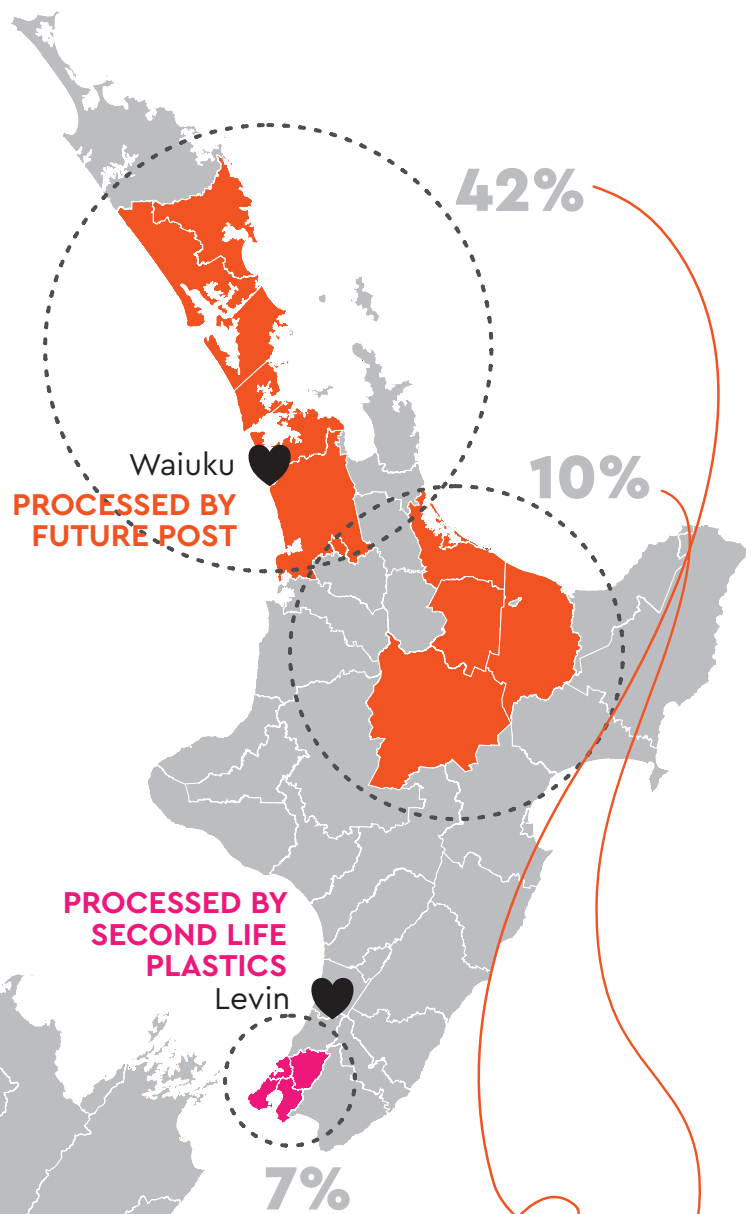 42%
10%
Waiuku
PROCESSED BY
FUTURE POST
PROCESSED BY
SECOND LIFE
PLASTICS
Levin
7%